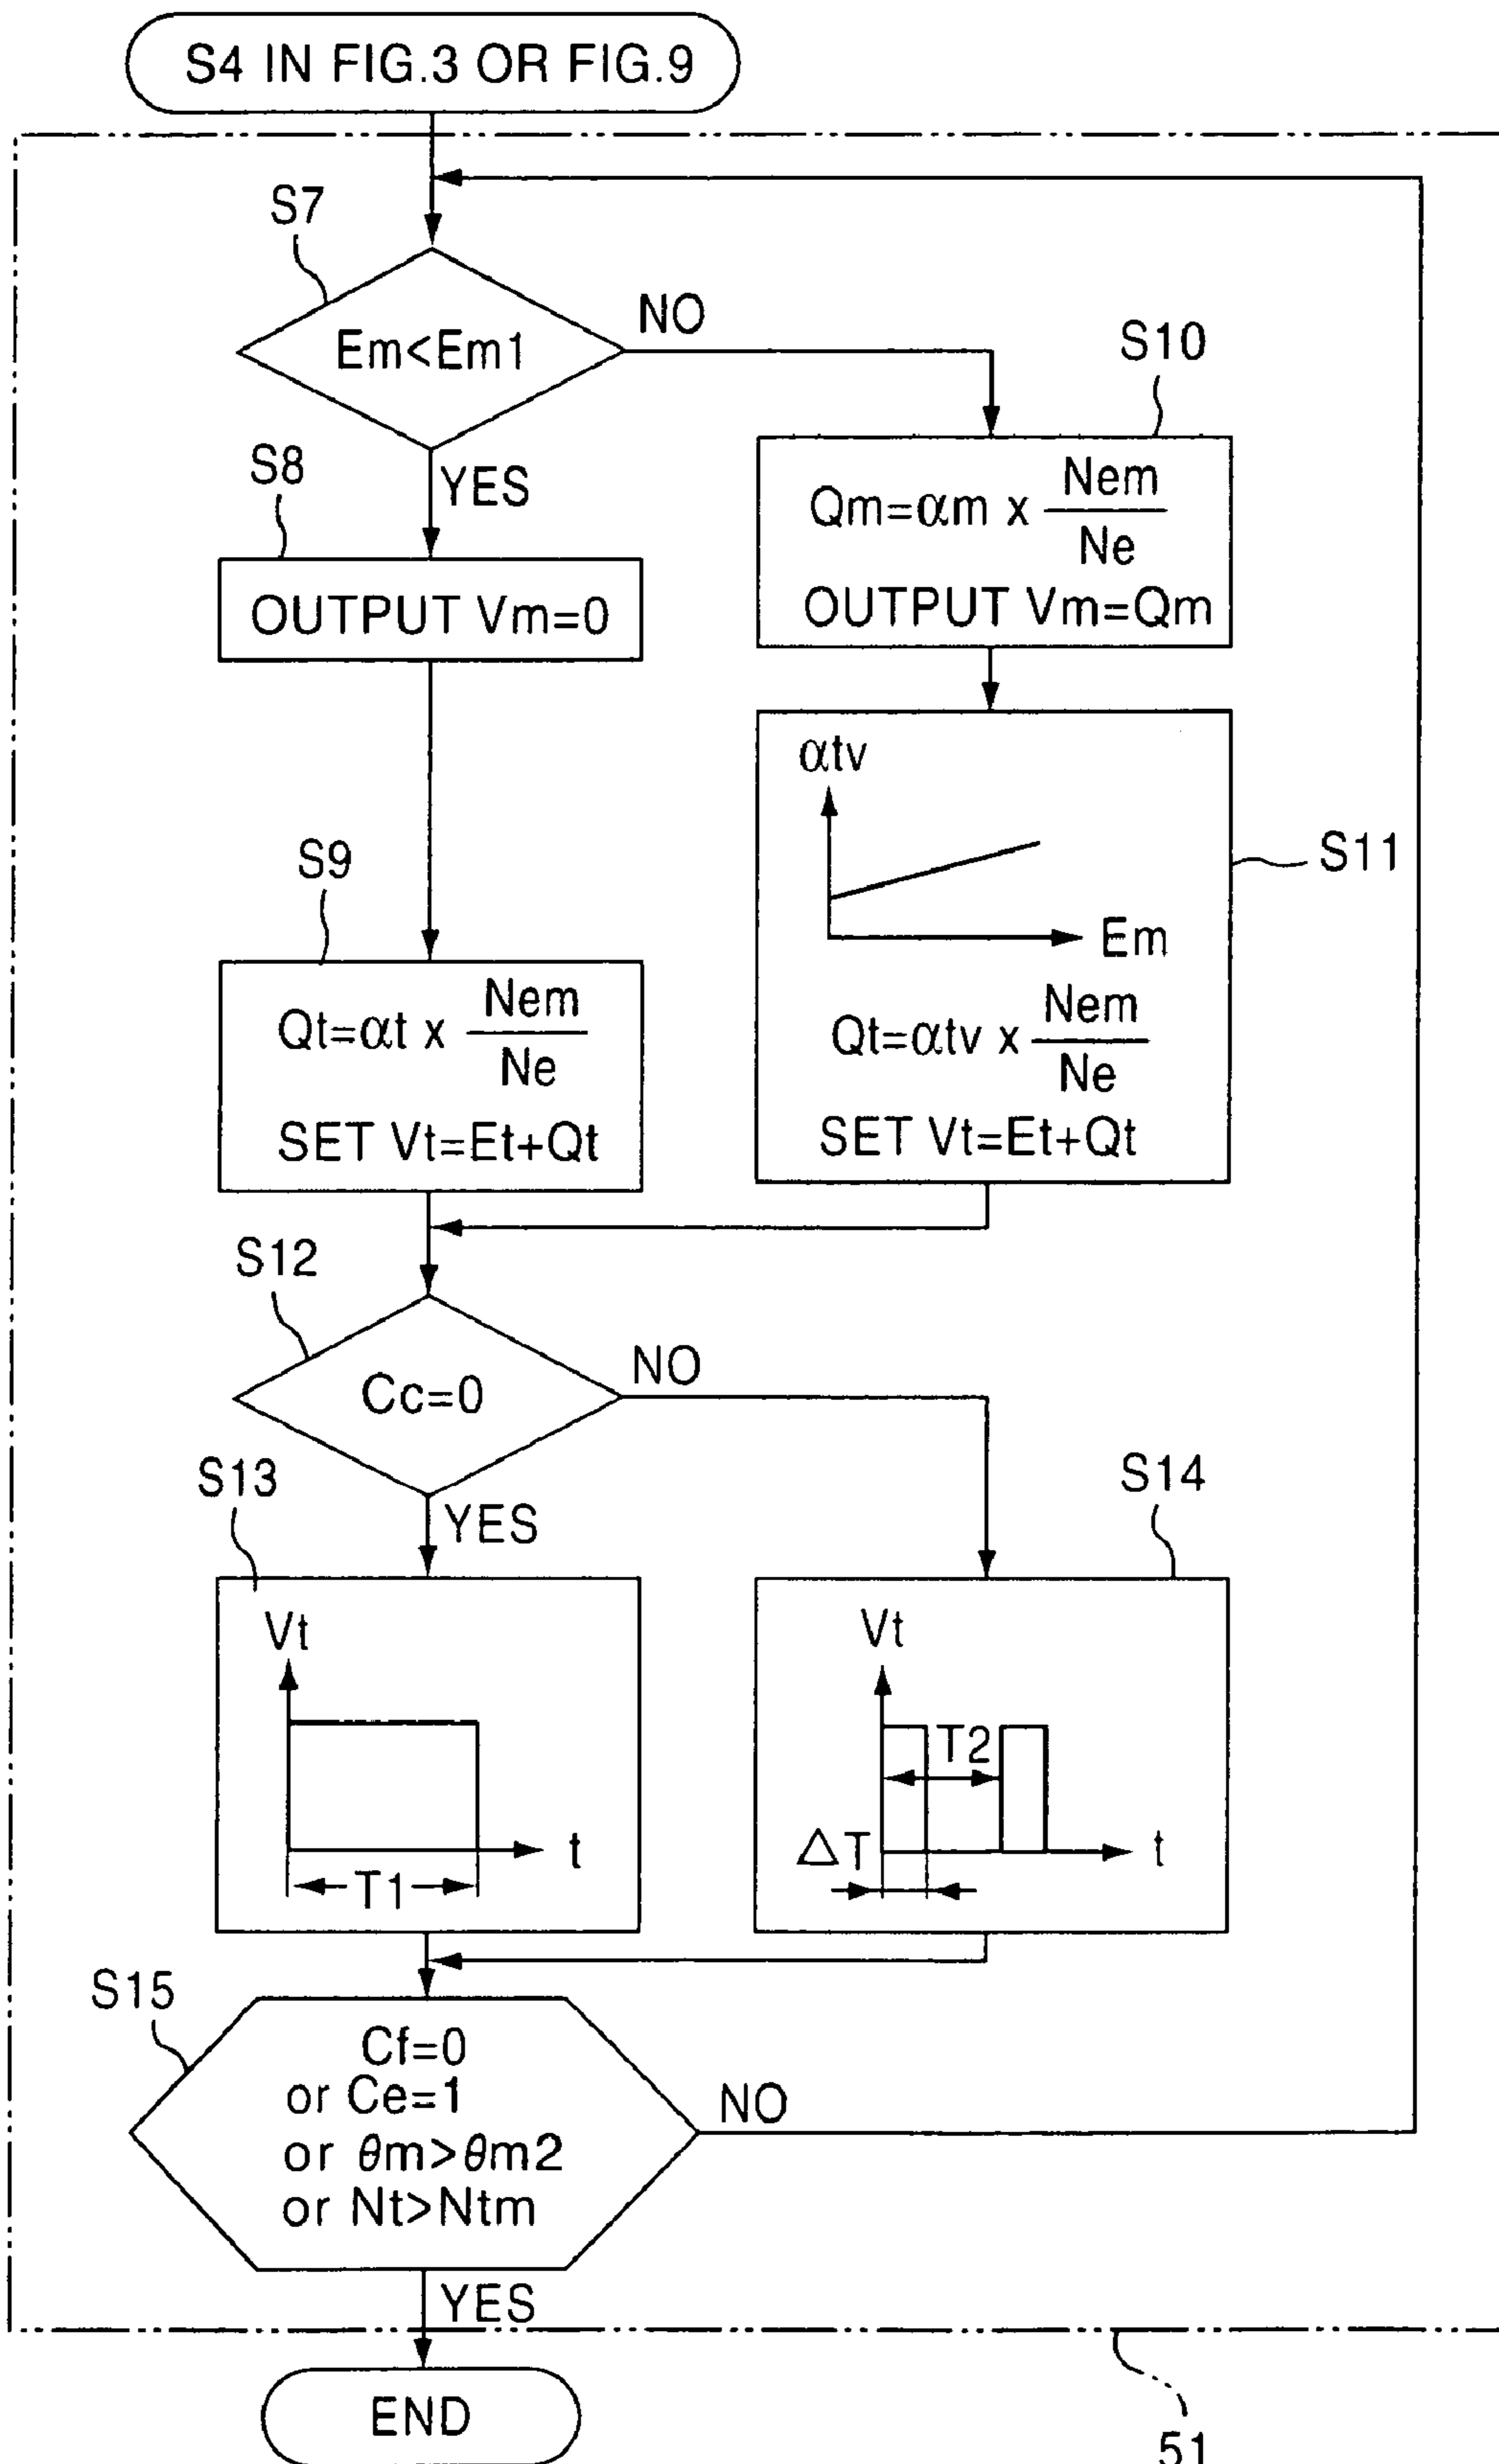 S4 IN FIG.3 OR FIG.9
S7
Em<Em1
NO
YES
S8
OUTPUT Vm=0
S10
Qm=αm x Nem/Ne
OUTPUT Vm=Qm
S11
αtv
Em
Qt=αtv x Nem/Ne
SET Vt=Et+Qt
S9
Qt=αt x Nem/Ne
SET Vt=Et+Qt
S12
Cc=0
NO
YES
S13
Vt
t
T1
S14
Vt
T2
ΔT
t
S15
Cf=0
or Ce=1
or θm>θm2
or Nt>Ntm
NO
YES
END
51